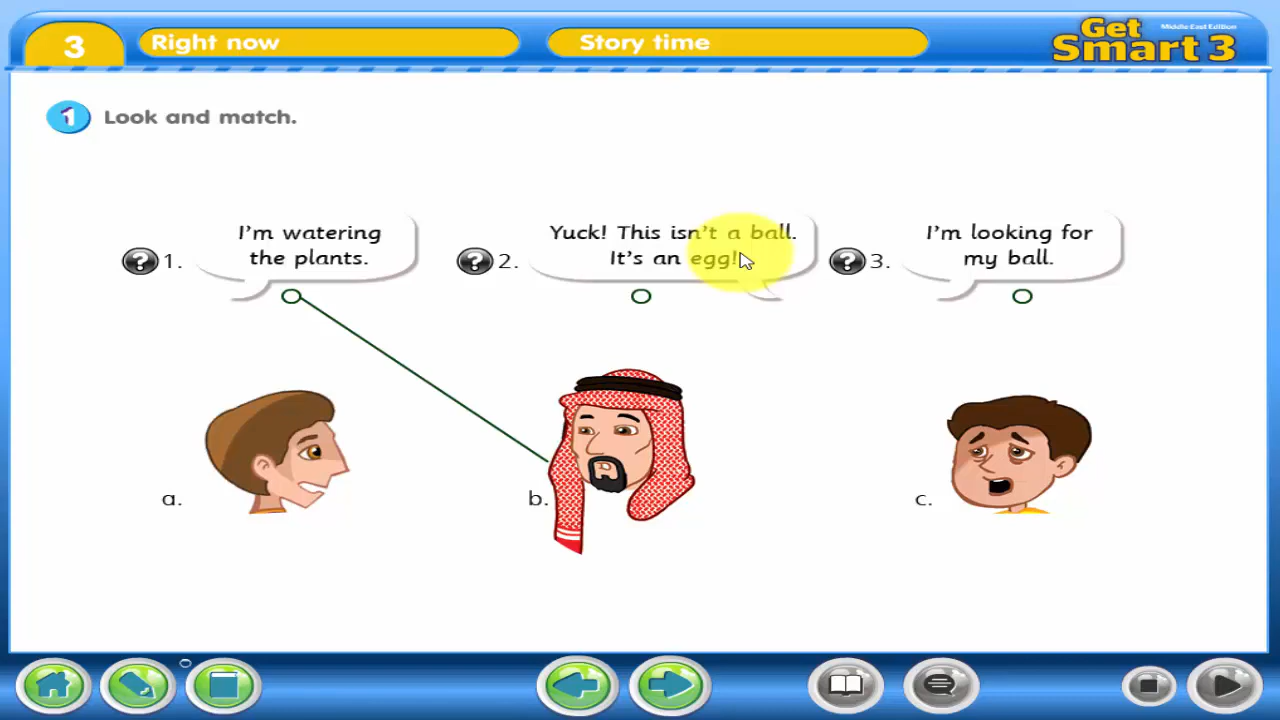 3
Right now
Story time
Get
Middle East Edition
Smart 3
1 Look and match.
1. I'm watering
the plants.
2. Yuck! This isn't a ball.
It's an egg!
3. I'm looking for
my ball.
a.
b.
c.